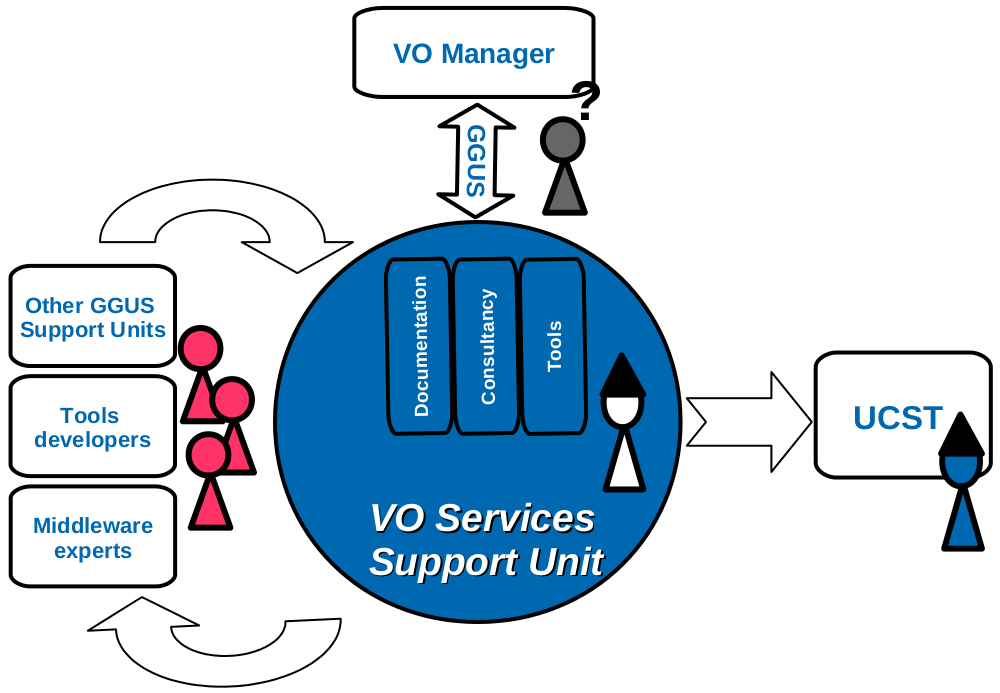 VO Manager
?
GGUS
Other GGUS
Support Units
Tools
developers
Middleware
experts
Documentation
Consultancy
Tools
VO Services
Support Unit
UCST